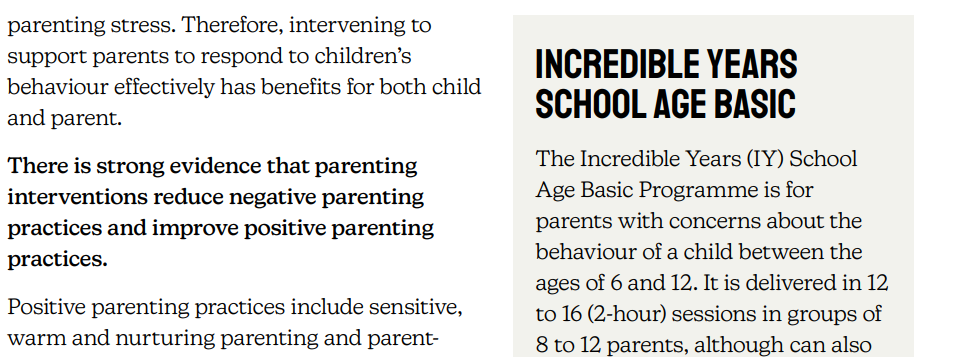 parenting stress. Therefore, intervening to
support parents to respond to children’s
behaviour effectively has benefits for both child
and parent.
There is strong evidence that parenting
interventions reduce negative parenting
practices and improve positive parenting
practices.
Positive parenting practices include sensitive,
warm and nurturing parenting and parent-
INCREDIBLE YEARS
SCHOOL AGE BASIC
The Incredible Years (IY) School
Age Basic Programme is for
parents with concerns about the
behaviour of a child between the
ages of 6 and 12. It is delivered in 12
to 16 (2-hour) sessions in groups of
8 to 12 parents, although can also